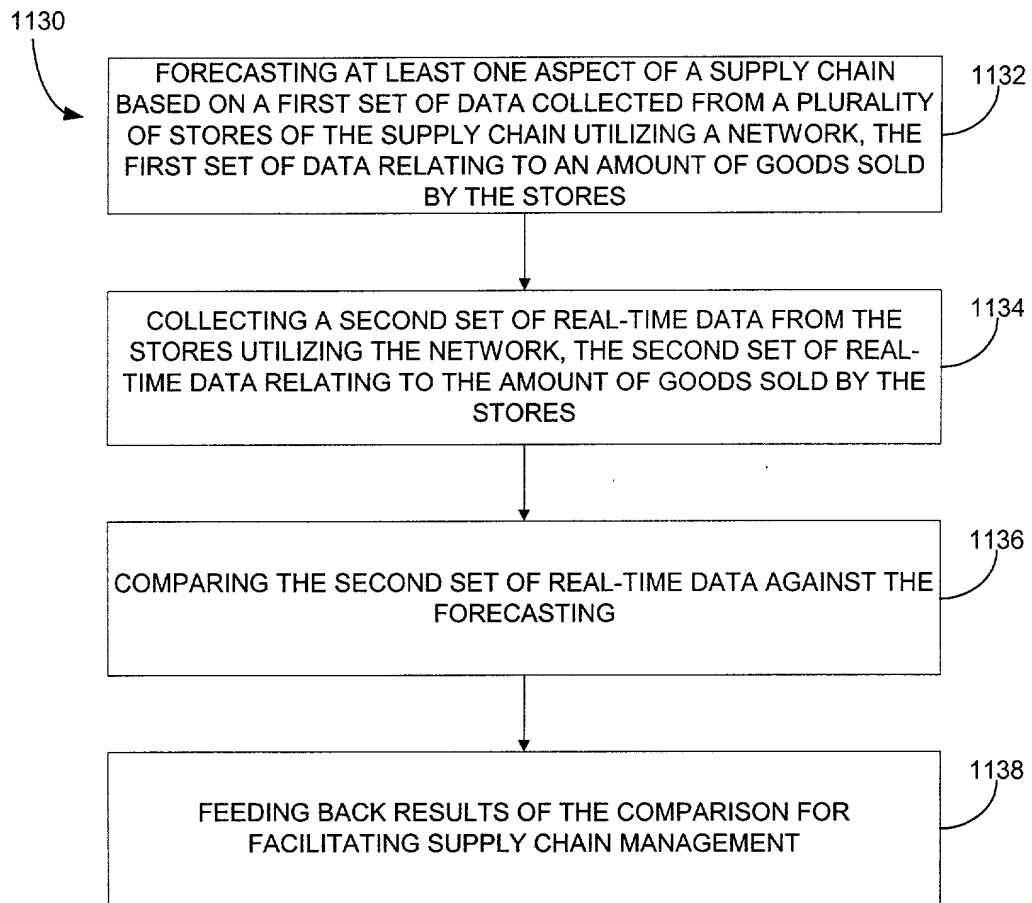 1130
FORECASTING AT LEAST ONE ASPECT OF A SUPPLY CHAIN
BASED ON A FIRST SET OF DATA COLLECTED FROM A PLURALITY
OF STORES OF THE SUPPLY CHAIN UTILIZING A NETWORK, THE
FIRST SET OF DATA RELATING TO AN AMOUNT OF GOODS SOLD
BY THE STORES
1132
COLLECTING A SECOND SET OF REAL-TIME DATA FROM THE
STORES UTILIZING THE NETWORK, THE SECOND SET OF REAL-
TIME DATA RELATING TO THE AMOUNT OF GOODS SOLD BY THE
STORES
1134
COMPARING THE SECOND SET OF REAL-TIME DATA AGAINST THE
FORECASTING
1136
FEEDING BACK RESULTS OF THE COMPARISON FOR
FACILITATING SUPPLY CHAIN MANAGEMENT
1138